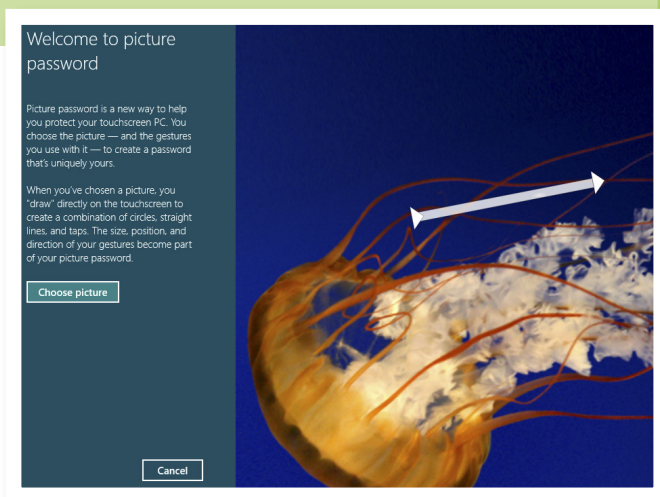 Welcome to picture
password
Picture password is a new way to help
you protect your touchscreen PC. You
choose the picture — and the gestures
you use with it — to create a password
that's uniquely yours.
When you've chosen a picture, you
"draw" directly on the touchscreen to
create a combination of circles, straight
lines, and taps. The size, position, and
direction of your gestures become part
of your picture password.
Choose picture
Cancel